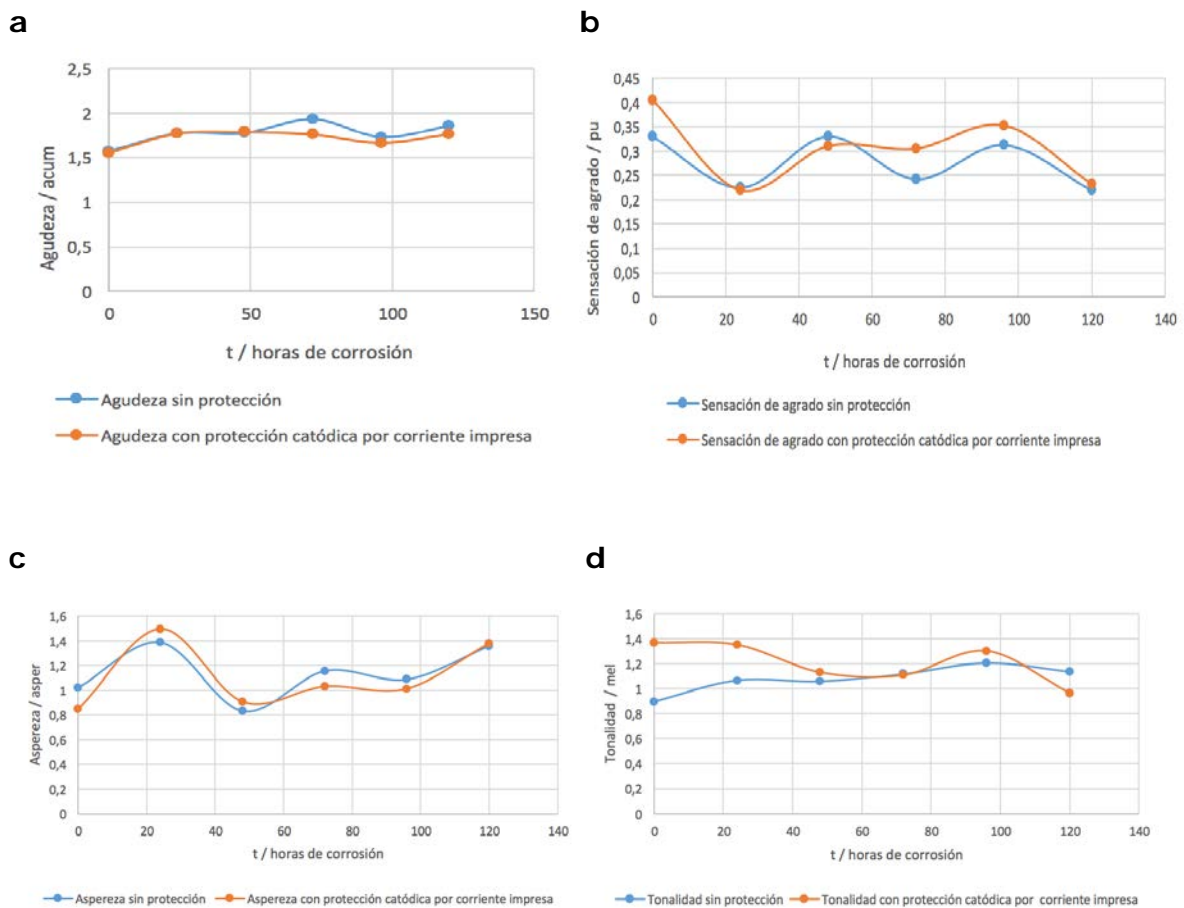 a
2,5
2
1,5
1
0,5
0
Agudeza / acum
0 50 100 150
t / horas de corrosión
Agudeza sin protección
Agudeza con protección catódica por corriente impresa
b
0,45
0,4
0,35
0,3
0,25
0,2
0,15
0,1
0,05
0
Sensación de agrado / pu
0 20 40 60 80 100 120 140
t / horas de corrosión
Sensación de agrado sin protección
Sensación de agrado con protección catódica por corriente impresa
c
1,6
1,4
1,2
1
0,8
0,6
0,4
0,2
0
Aspereza / asper
0 20 40 60 80 100 120 140
t / horas de corrosión
Aspereza sin protección Aspereza con protección catódica por corriente impresa
d
1,6
1,4
1,2
1
0,8
0,6
0,4
0,2
0
Tonalidad / mel
0 20 40 60 80 100 120 140
t / horas de corrosión
Tonalidad sin protección Tonalidad con protección catódica por corriente impresa